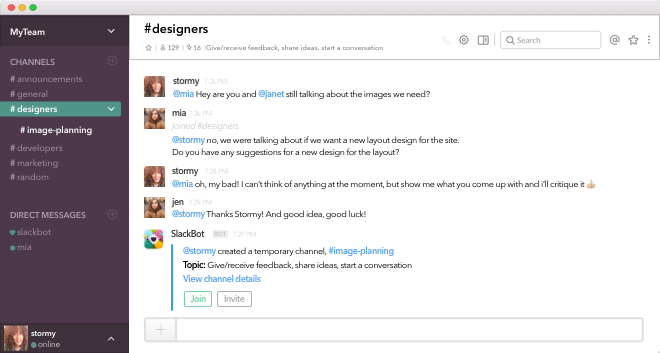 MyTeam
CHANNELS
# announcements
# general
# designers
# image-planning
# developers
# marketing
# random
DIRECT MESSAGES
slackbot
mia
stormy
online
#designers
129 | 16 | Give/receive feedback, share ideas, start a conversation
Search
stormy 7:26 PM
@mia Hey are you and @janet still talking about the images we need?
mia 7:26 PM
joined #designers
@stormy no, we were talking about if we want a new layout design for the site.
Do you have any suggestions for a new design for the layout?
stormy 7:28 PM
@mia oh, my bad! I can't think of anything at the moment, but show me what you come up with and i'll critique it 👍🏼
jen 7:29 PM
@stormy Thanks Stormy! And good idea, good luck!
SlackBot BOT 7:29 PM
@stormy created a temporary channel, #image-planning
Topic: Give/receive feedback, share ideas, start a conversation
View channel details
Join Invite